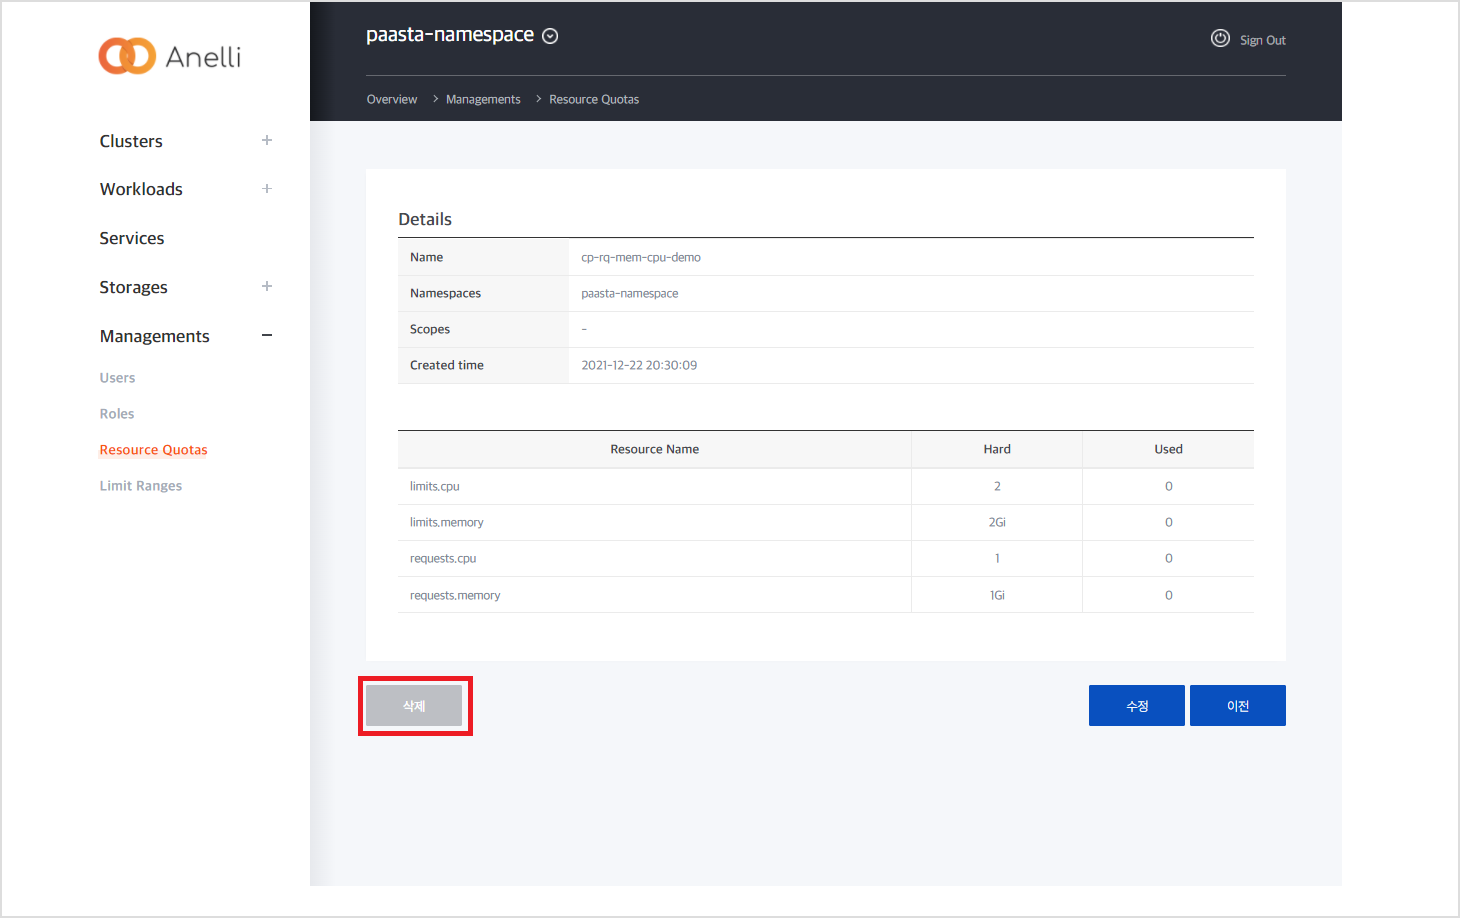 Anelli
Clusters
Workloads
Services
Storages
Managements
Users
Roles
Resource Quotas
Limit Ranges
paasta-namespace
Sign Out
Overview > Managements > Resource Quotas
Details
Name cp-rq-mem-cpu-demo
Namespaces paasta-namespace
Scopes -
Created time 2021-12-22 20:30:09
Resource Name Hard Used
limits.cpu 2 0
limits.memory 2Gi 0
requests.cpu 1 0
requests.memory 1Gi 0
삭제 수정 이전